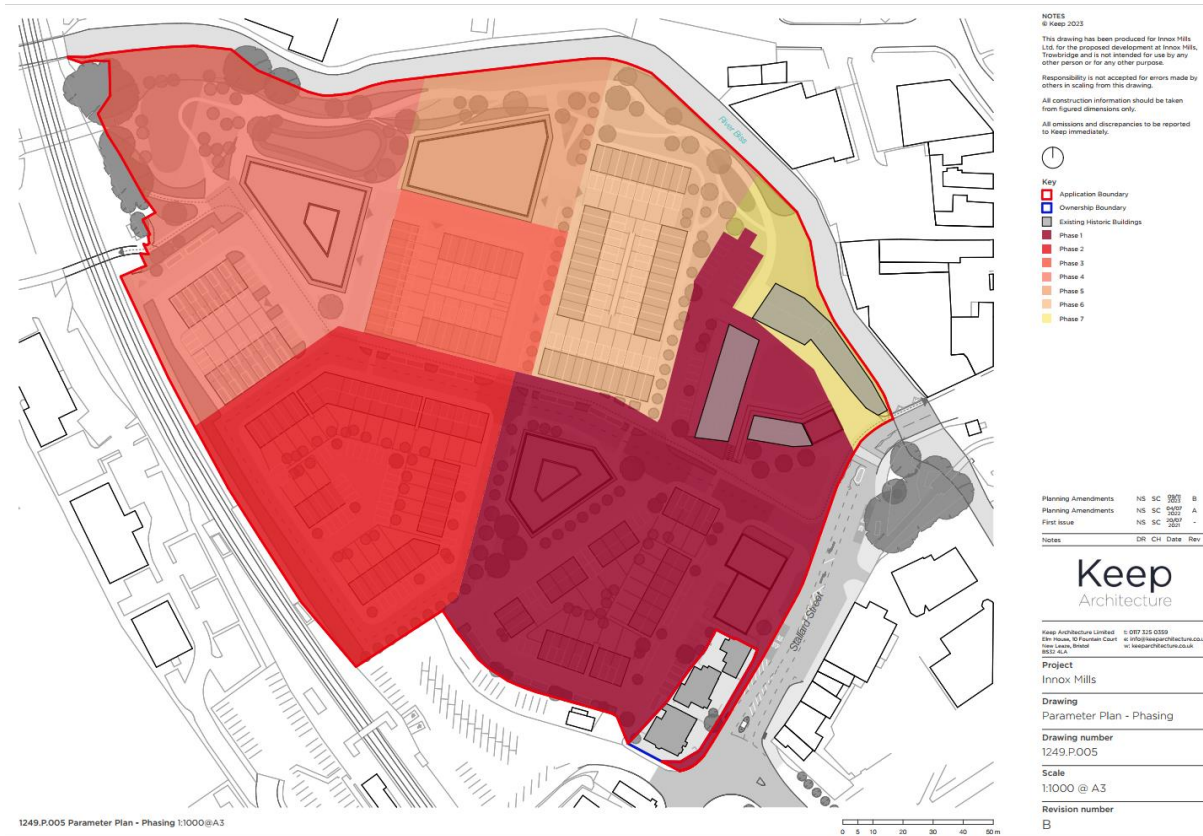 NOTES
© Keep 2023
This drawing has been produced for Innox Mills
Ltd. for the proposed development at Innox Mills,
Trowbridge and is not intended for use by any
other person or for any other purpose.
Responsibility is not accepted for errors made by
others in scaling from this drawing.
All construction information should be taken
from figured dimensions only.
All omissions and discrepancies to be reported
to Keep immediately.
Key
Application Boundary
Ownership Boundary
Existing Historic Buildings
Phase 1
Phase 2
Phase 3
Phase 4
Phase 5
Phase 6
Phase 7
River Biss
Stallard Street
Planning Amendments NS SC 2023 B
Planning Amendments NS SC 04/07 2022 A
First issue NS SC 20/07 2021 -
Notes DR CH Date Rev
Keep
Architecture
Keep Architecture Limited t: 0117 325 0359
Elm House, 10 Fountain Court e: info@keeparchitecture.co.u
New Leaze, Bristol w: keeparchitecture.co.uk
BS32 4LA
Project
Innox Mills
Drawing
Parameter Plan - Phasing
Drawing number
1249.P.005
Scale
1:1000 @ A3
Revision number
B
1249.P.005 Parameter Plan - Phasing 1:1000@A3
0 5 10 20 30 40 50 m